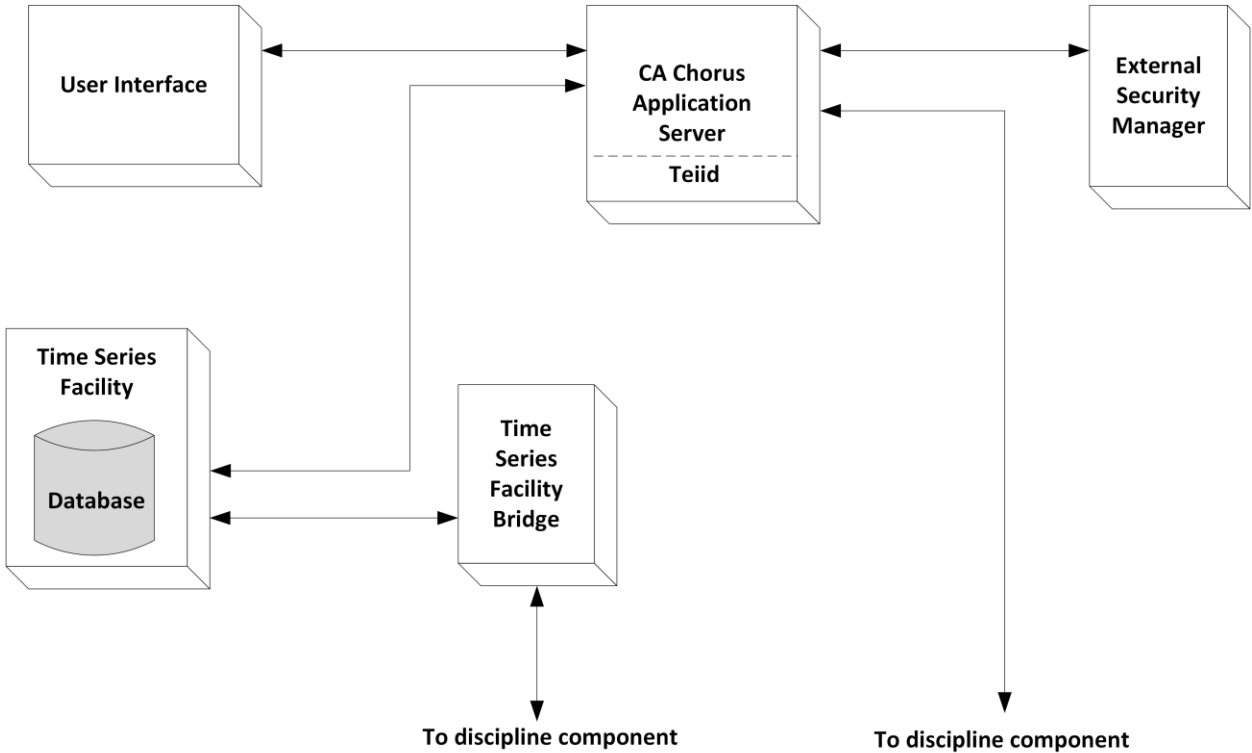 User Interface
CA Chorus
Application
Server
Teiid
External
Security
Manager
Time Series
Facility
Database
Time
Series
Facility
Bridge
To discipline component
To discipline component